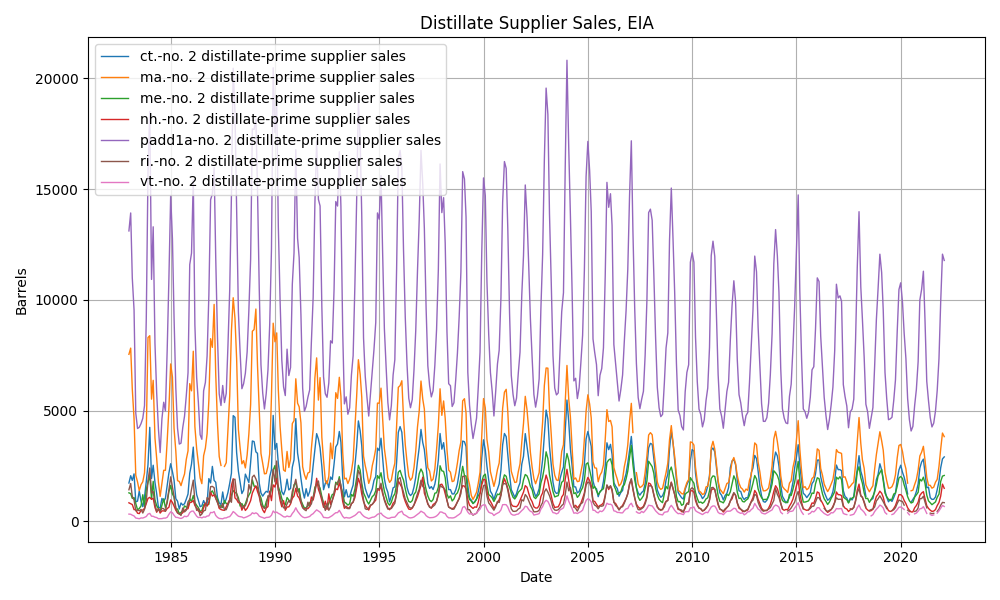 Distillate Supplier Sales, EIA
ct.-no. 2 distillate-prime supplier sales
ma.-no. 2 distillate-prime supplier sales
me.-no. 2 distillate-prime supplier sales
nh.-no. 2 distillate-prime supplier sales
padd1a-no. 2 distillate-prime supplier sales
ri.-no. 2 distillate-prime supplier sales
vt.-no. 2 distillate-prime supplier sales
Barrels
20000
15000
10000
5000
0
1985 1990 1995 2000 2005 2010 2015 2020
Date